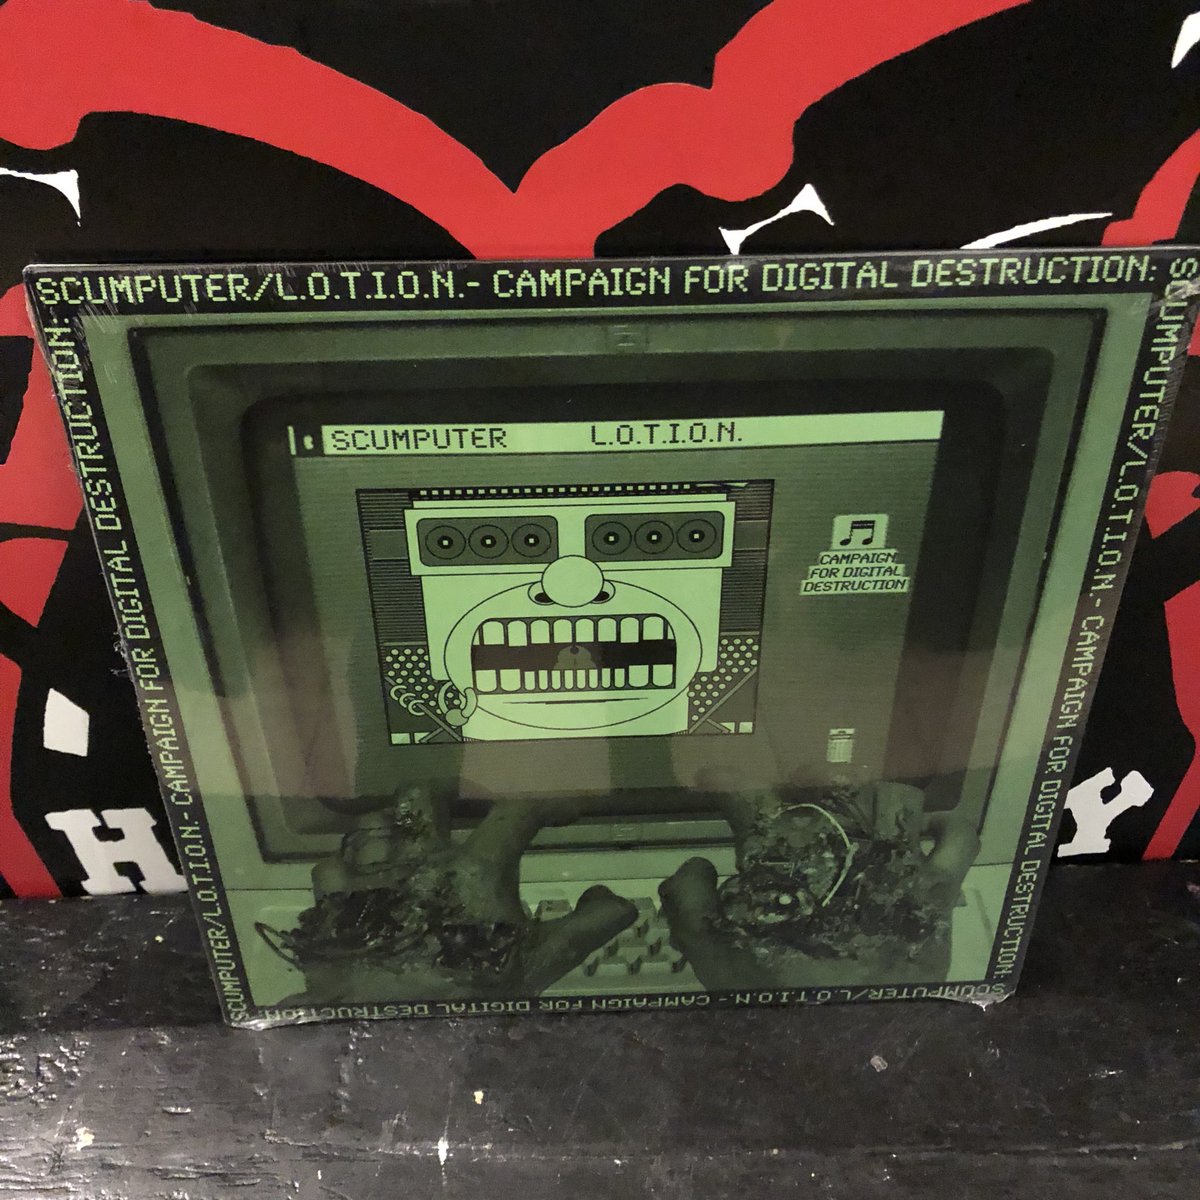 SCUMPUTER/L.O.T.I.O.N.- CAMPAIGN FOR DIGITAL DESTRUCTION:
SCUMPUTER/L.O.T.I.O.N.- CAMPAIGN FOR DIGITAL DESTRUCTION:
SCUMPUTER/L.O.T.I.O.N.- CAMPAIGN FOR DIGITAL DESTRUCTION:
SCUMPUTER/L.O.T.I.O.N.- CAMPAIGN FOR DIGITAL DESTRUCTION:
SCUMPUTER L.O.T.I.O.N.
CAMPAIGN
FOR DIGITAL
DESTRUCTION
H
Y